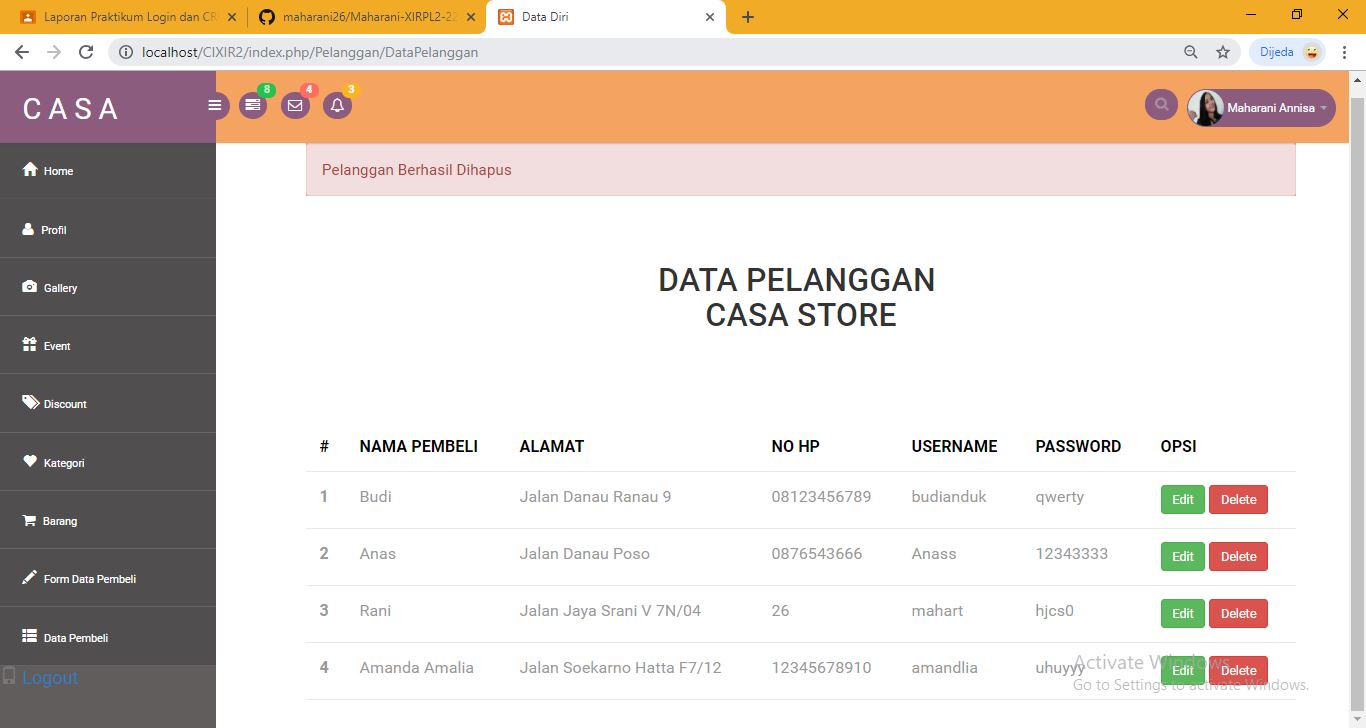 Laporan Praktikum Login dan CR
maharani26/Maharani-XIRPL2-22
Data Diri
localhost/CIXIR2/index.php/Pelanggan/DataPelanggan
Dijeda
CASA
8
4
3
Maharani Annisa
Home
Profil
Gallery
Event
Discount
Kategori
Barang
Form Data Pembeli
Data Pembeli
Logout
Pelanggan Berhasil Dihapus
DATA PELANGGAN
CASA STORE
# NAMA PEMBELI ALAMAT NO HP USERNAME PASSWORD OPSI
1 Budi Jalan Danau Ranau 9 08123456789 budianduk qwerty Edit Delete
2 Anas Jalan Danau Poso 0876543666 Anass 12343333 Edit Delete
3 Rani Jalan Jaya Srani V 7N/04 26 mahart hjcs0 Edit Delete
4 Amanda Amalia Jalan Soekarno Hatta F7/12 12345678910 amandlia uhuyyy Edit Delete
Activate Windows
Go to Settings to activate Windows.